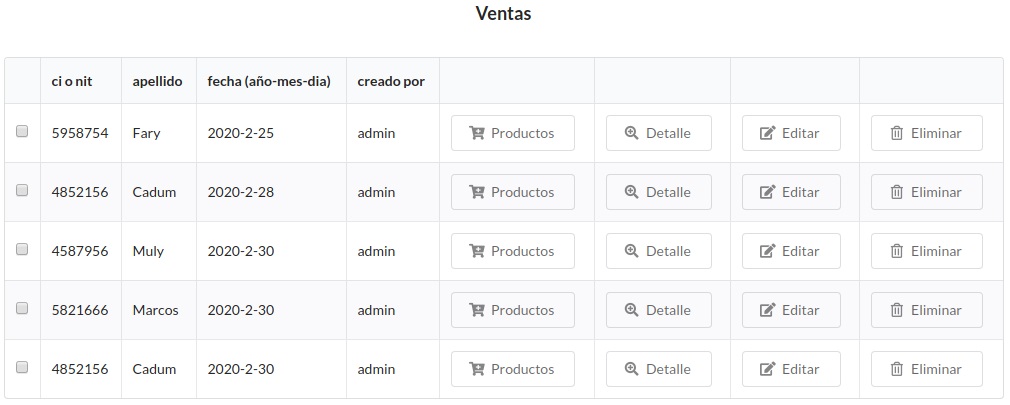 Ventas
ci o nit apellido fecha (año-mes-dia) creado por
5958754 Fary 2020-2-25 admin Productos Detalle Editar Eliminar
4852156 Cadum 2020-2-28 admin Productos Detalle Editar Eliminar
4587956 Muly 2020-2-30 admin Productos Detalle Editar Eliminar
5821666 Marcos 2020-2-30 admin Productos Detalle Editar Eliminar
4852156 Cadum 2020-2-30 admin Productos Detalle Editar Eliminar